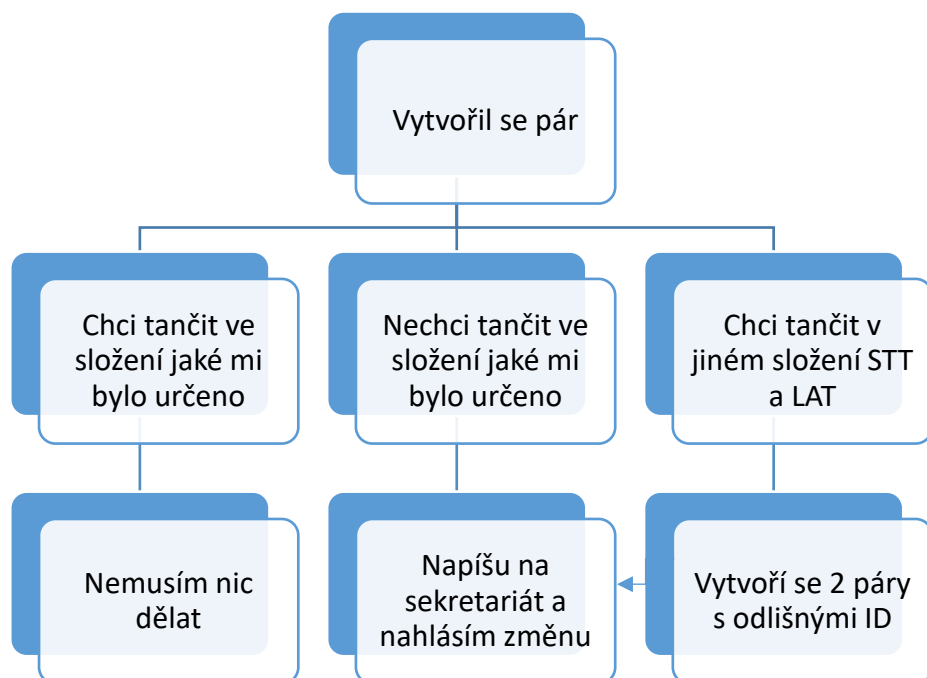 Vytvořil se pár
Chci tančit ve
složení jaké mi
bylo určeno
Nechci tančit ve
složení jaké mi
bylo určeno
Chci tančit v
jiném složení STT
a LAT
Nemusím nic
dělat
Napíšu na
sekretariát a
nahlásím změnu
Vytvoří se 2 páry
s odlišnými ID